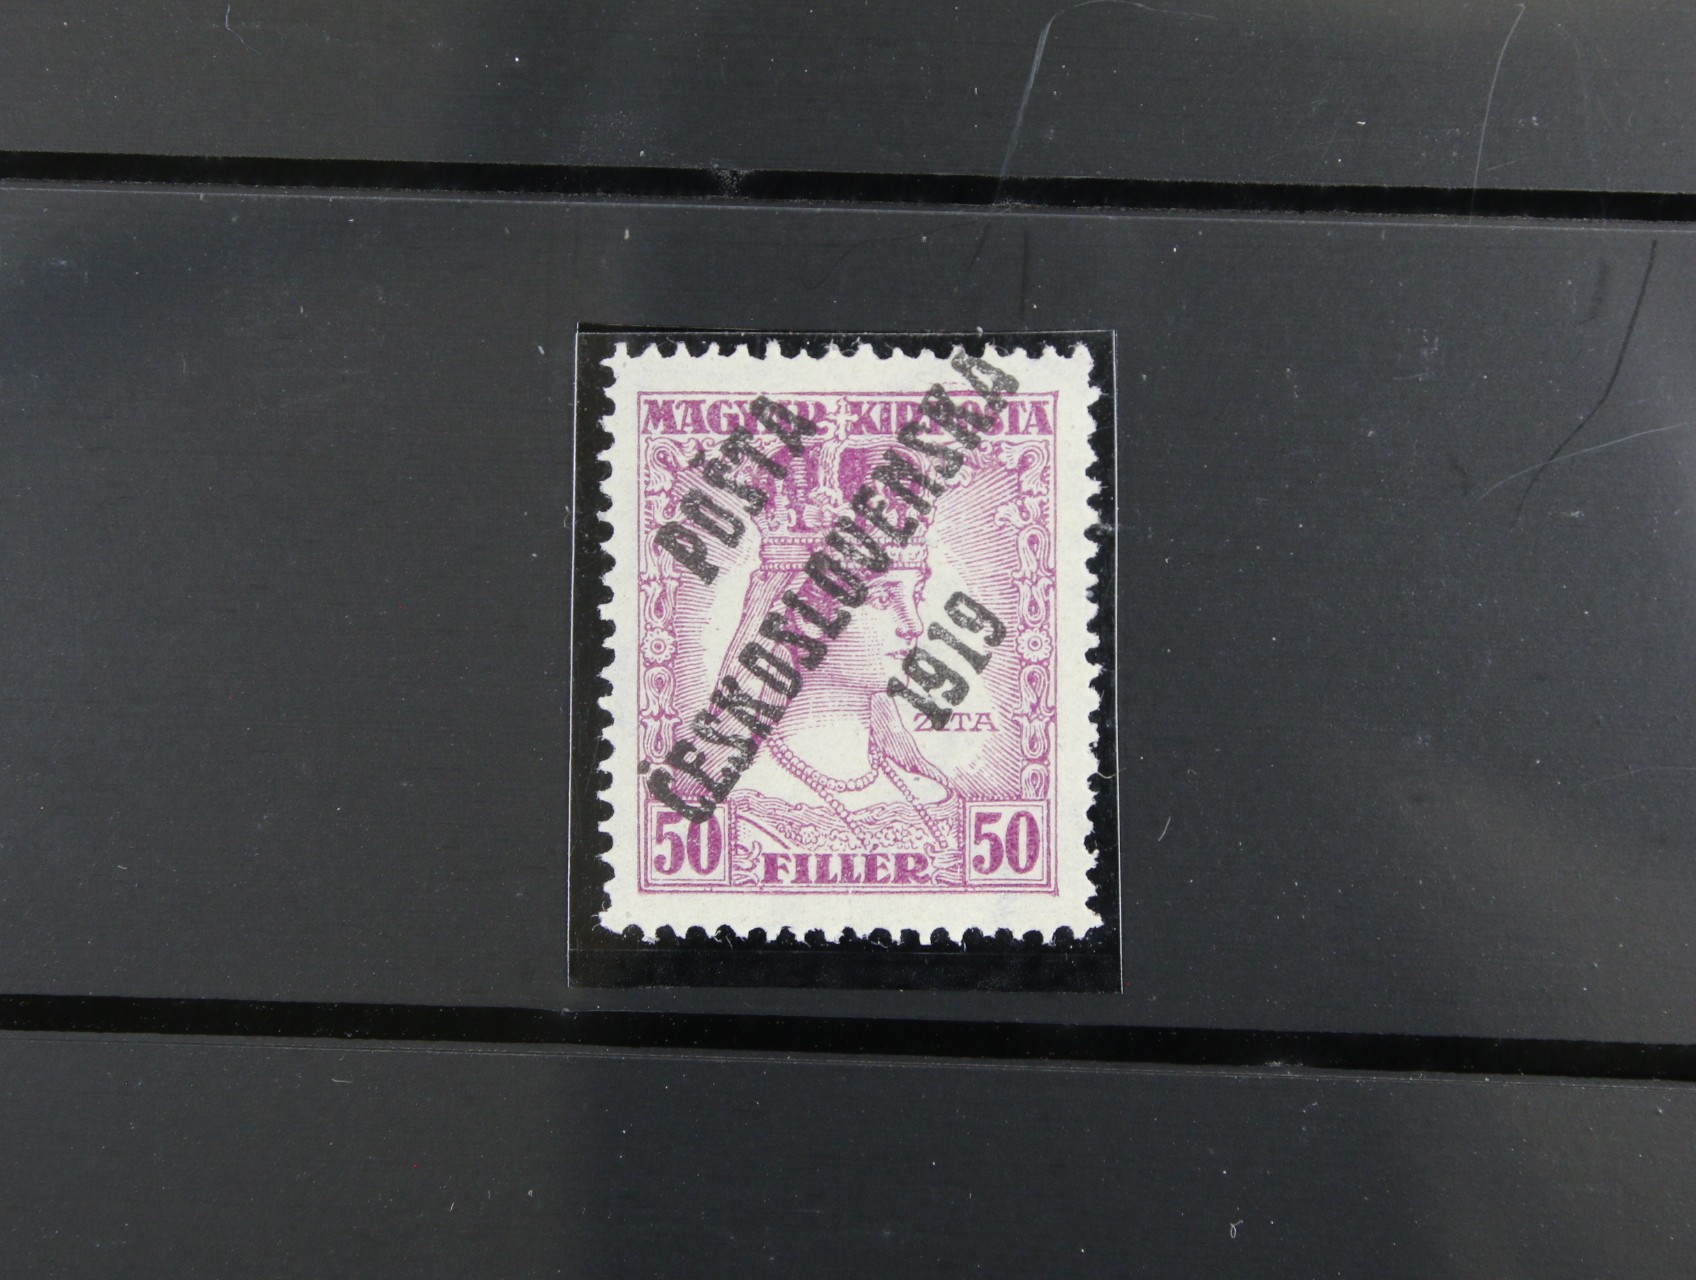 MAGYAR KIR POSTA
POŠTA
ČESKOSLOVENSKÁ
1919
ZITA
50 FILLER 50